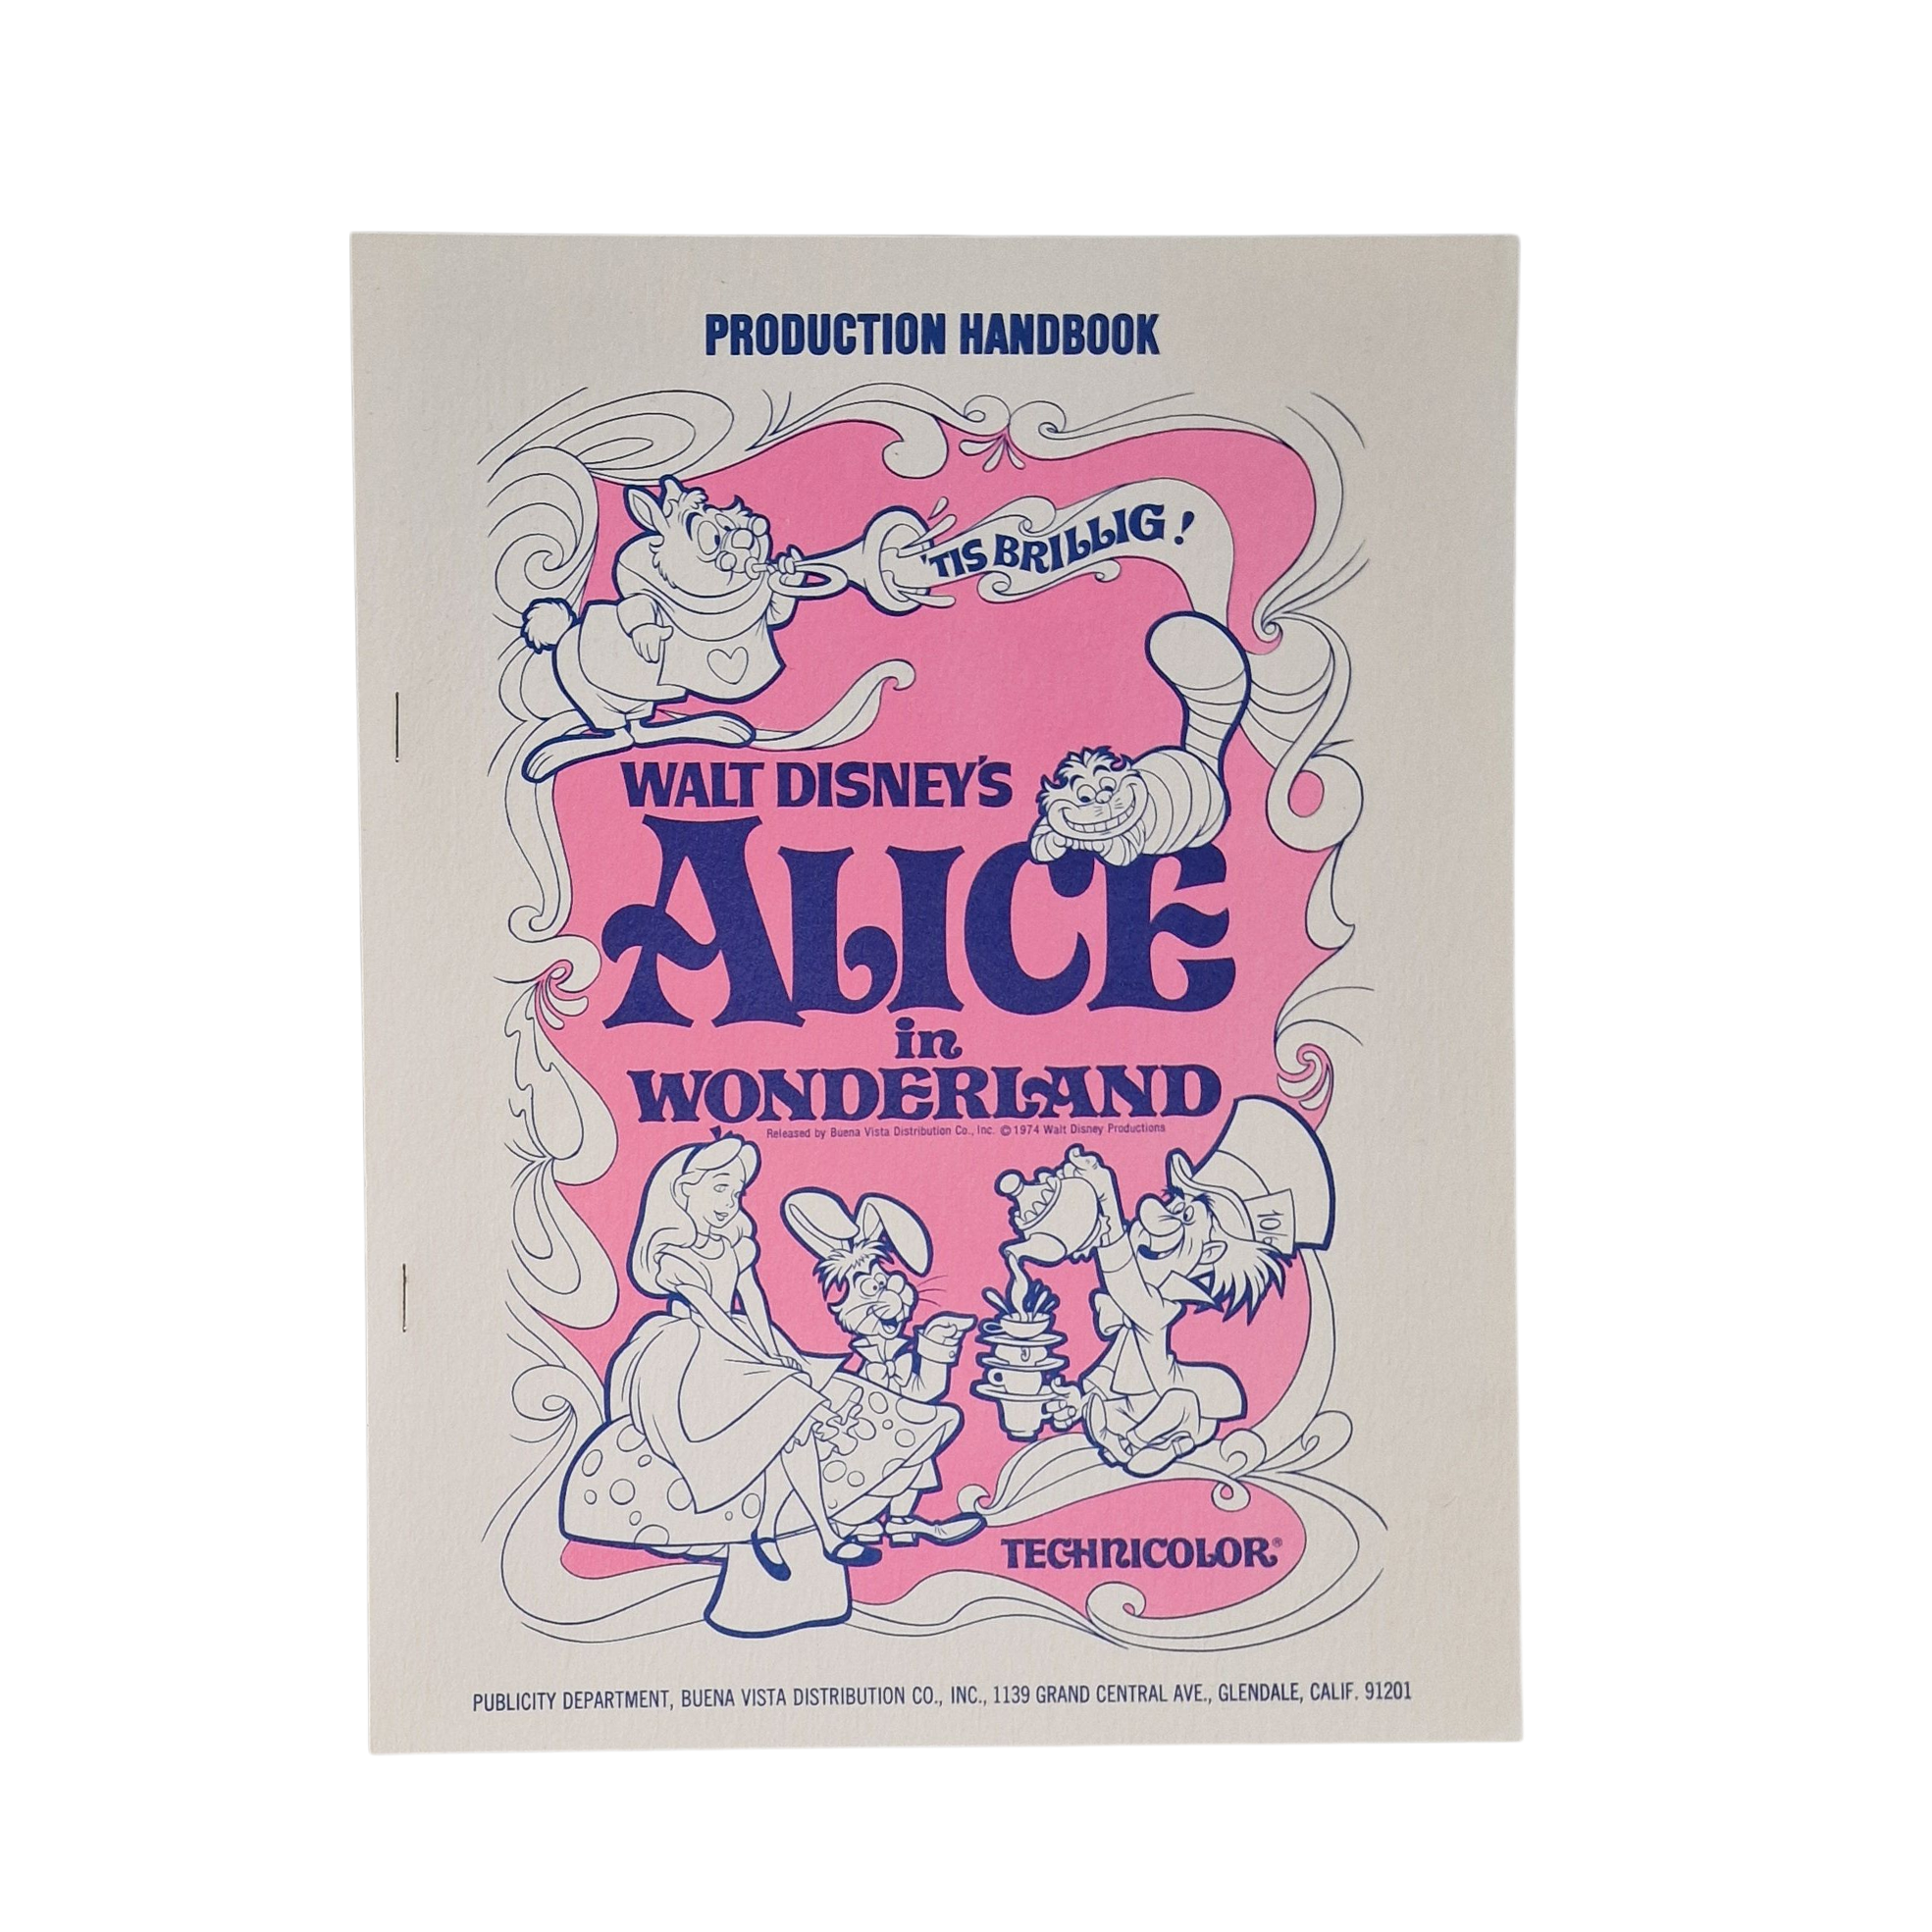 PRODUCTION HANDBOOK
'TIS BRILLIG!
WALT DISNEY'S
ALICE
in
WONDERLAND
Released by Buena Vista Distribution Co., Inc. ©1974 Walt Disney Productions
10
TECHNICOLOR®
PUBLICITY DEPARTMENT, BUENA VISTA DISTRIBUTION CO., INC., 1139 GRAND CENTRAL AVE., GLENDALE, CALIF. 91201